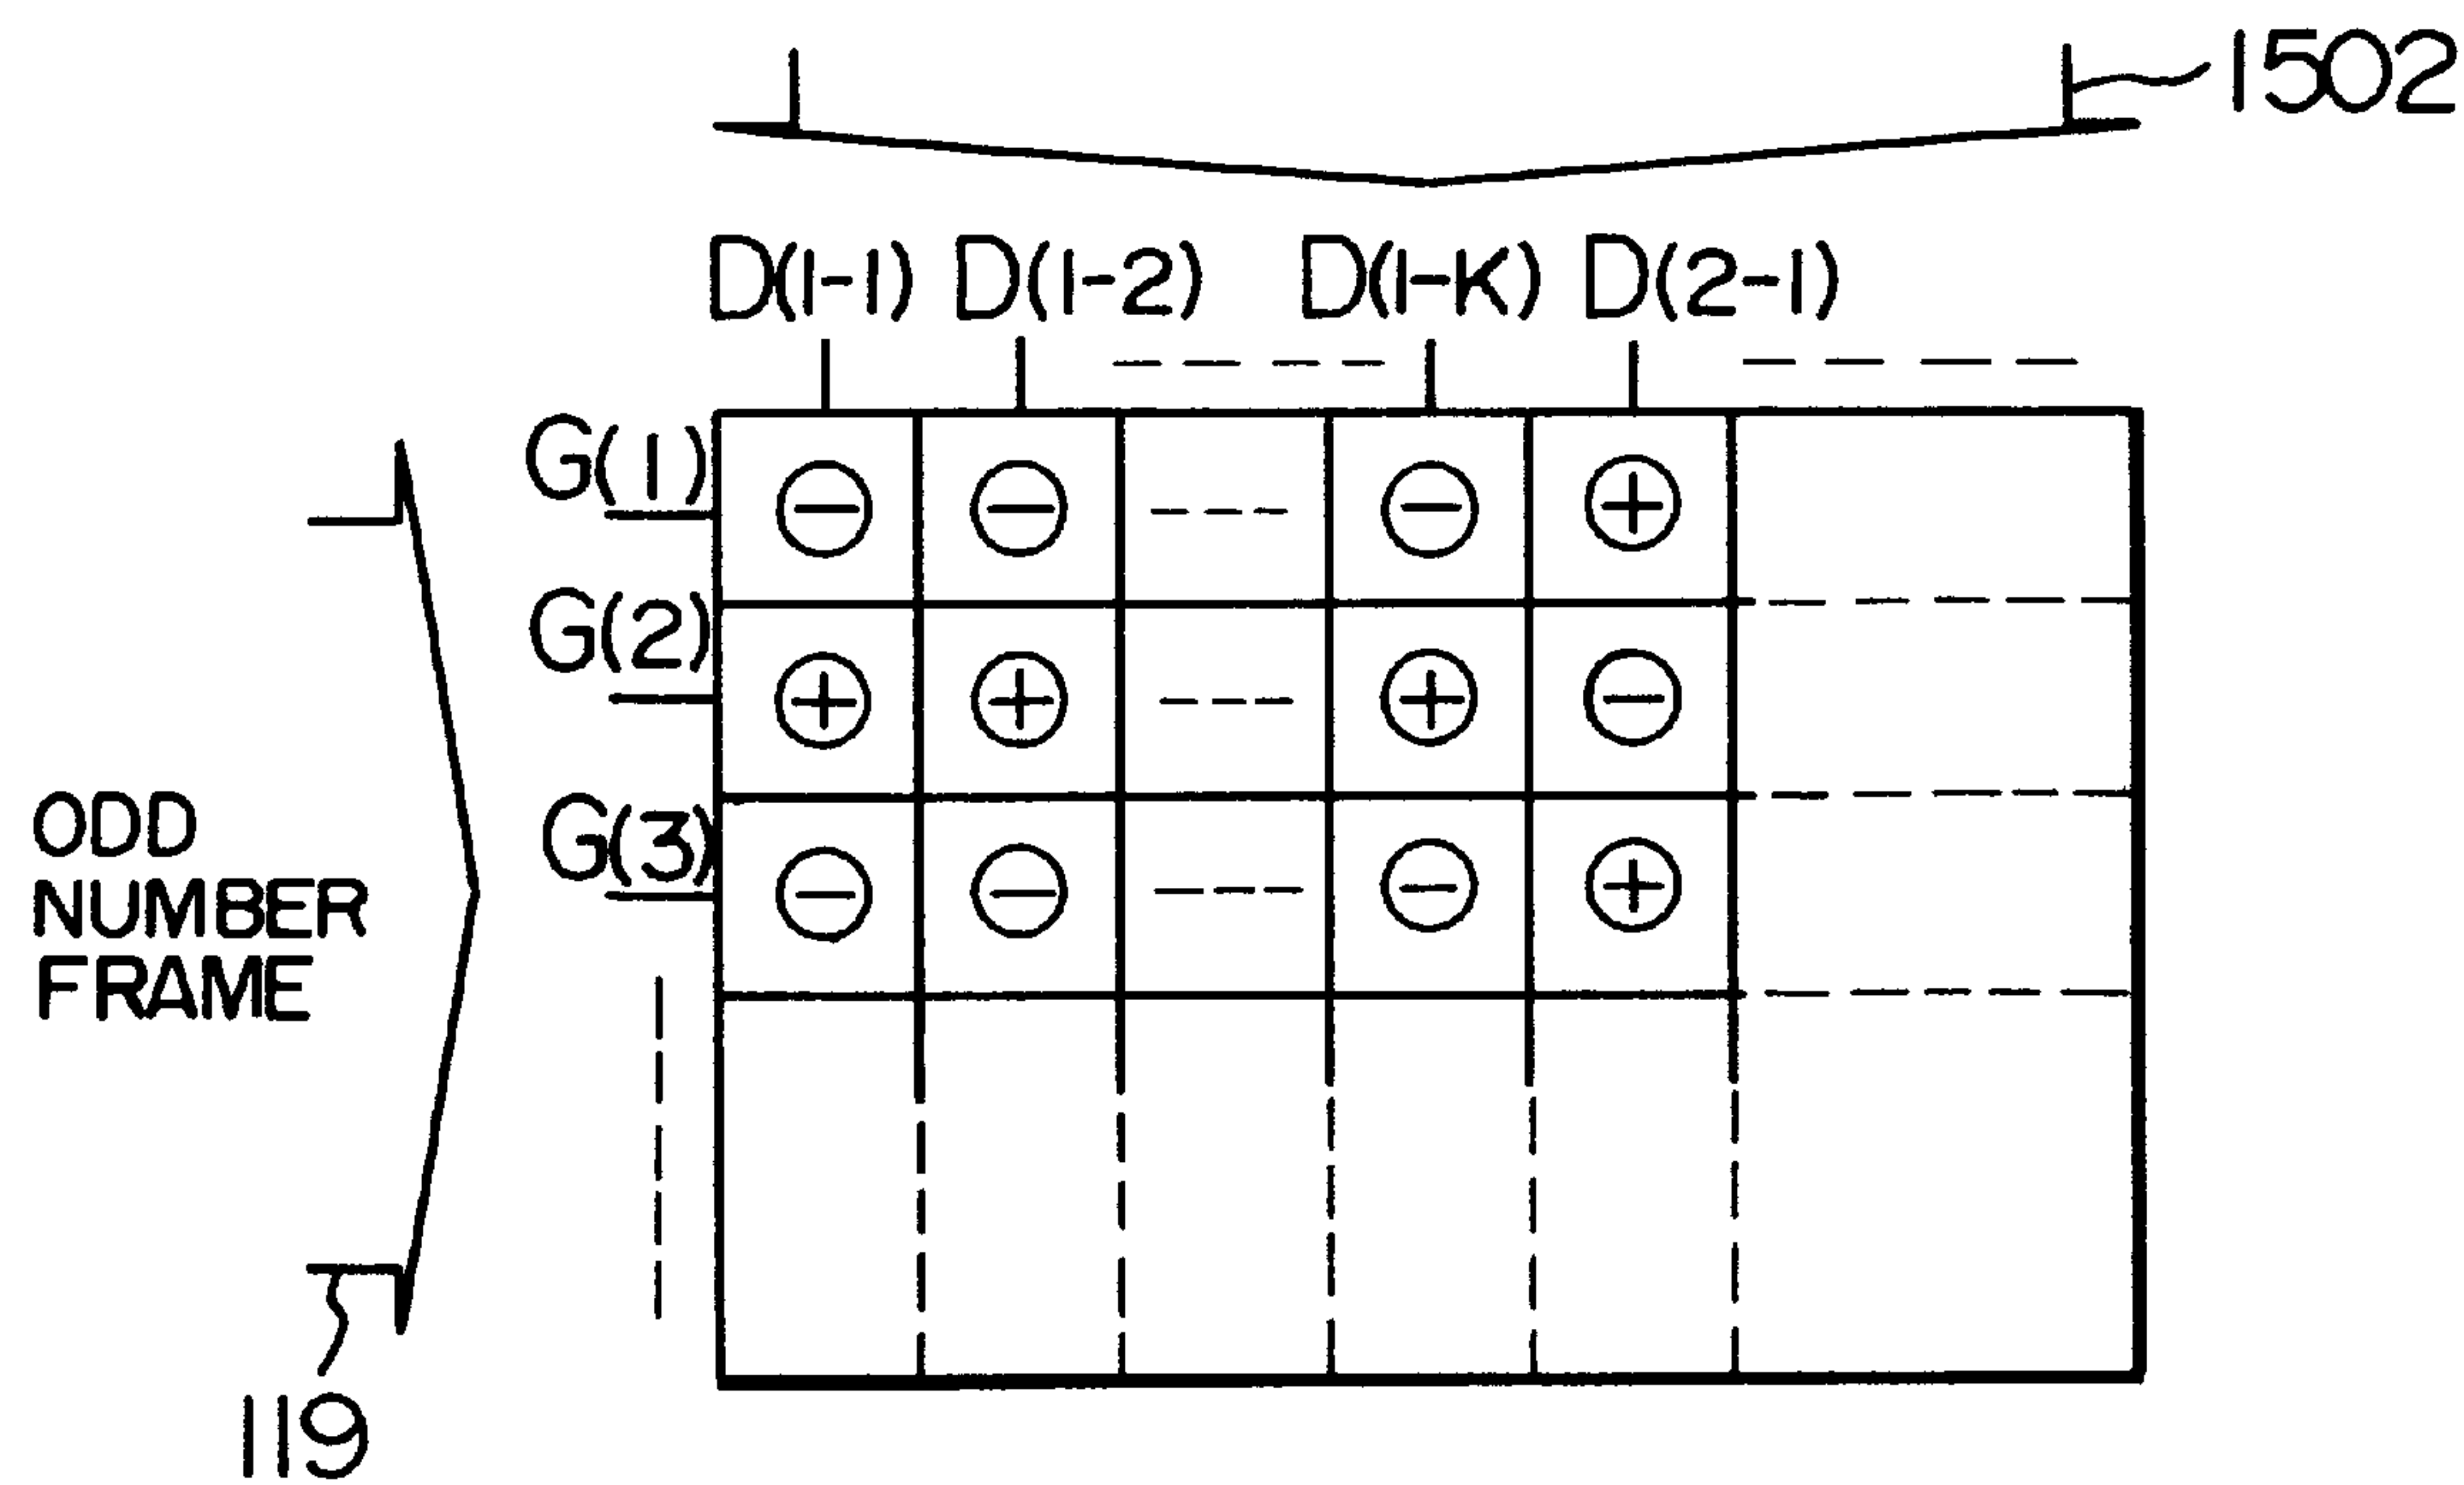 1502
D(1-1) D(1-2) D(1-K) D(2-1)
G(1)
G(2)
G(3)
ODD
NUMBER
FRAME
119